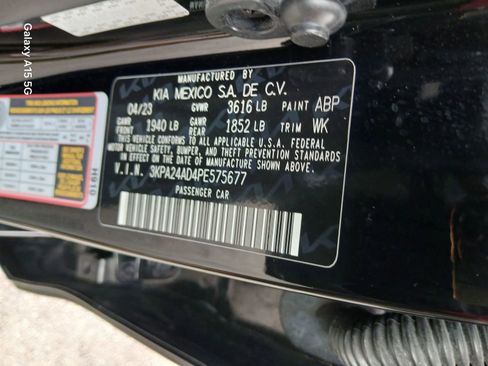 Galaxy A15 5G
MANUFACTURED BY
KIA MEXICO S.A. DE C.V.
04/23 GVWR 3616 LB PAINT ABP
GAWR FRONT 1940 LB GAWR REAR 1852 LB TRIM WK
THIS VEHICLE CONFORMS TO ALL APPLICABLE U.S.A. FEDERAL
MOTOR VEHICLE SAFETY, BUMPER, AND THEFT PREVENTION STANDARDS
IN EFFECT ON THE DATE OF MANUFACTURE SHOWN ABOVE.
V.I.N. 3KPA24AD4PE575677
PASSENGER CAR
H910